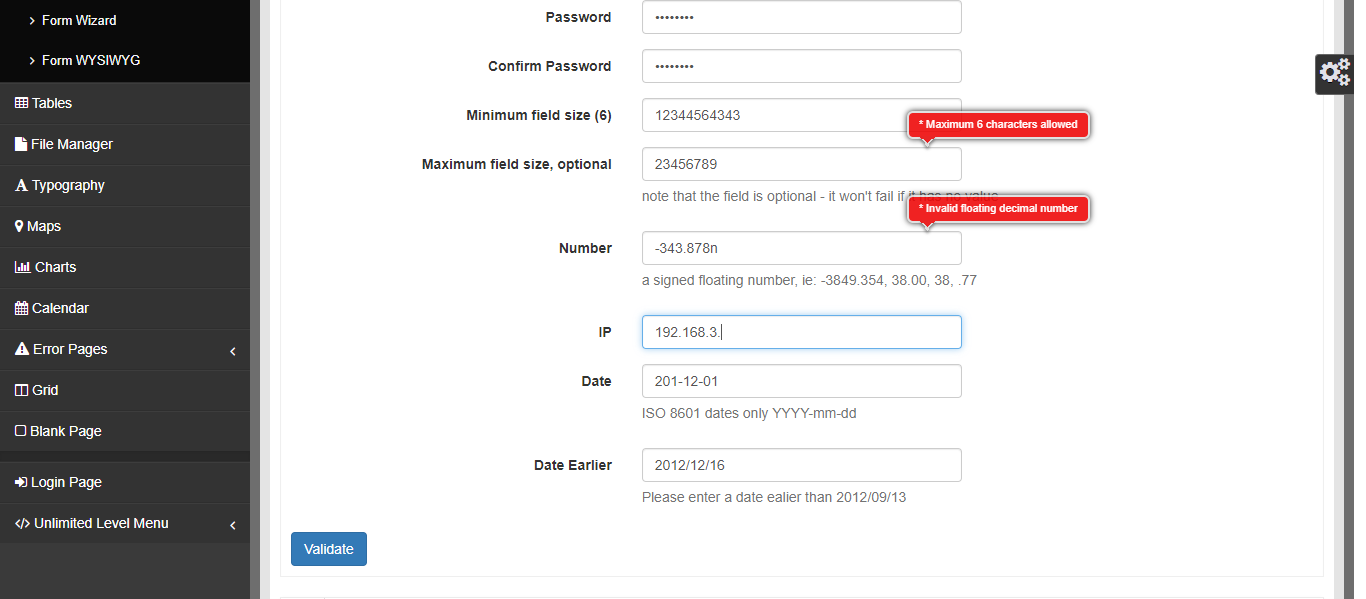 Form Wizard
Form WYSIWYG
Tables
File Manager
Typography
Maps
Charts
Calendar
Error Pages
Grid
Blank Page
Login Page
Unlimited Level Menu
Password ••••••••
Confirm Password ••••••••
Minimum field size (6) 12344564343
* Maximum 6 characters allowed
Maximum field size, optional 23456789
note that the field is optional - it won't fail if it has no value
* Invalid floating decimal number
Number -343.878n
a signed floating number, ie: -3849.354, 38.00, 38, .77
IP 192.168.3.
Date 201-12-01
ISO 8601 dates only YYYY-mm-dd
Date Earlier 2012/12/16
Please enter a date ealier than 2012/09/13
Validate